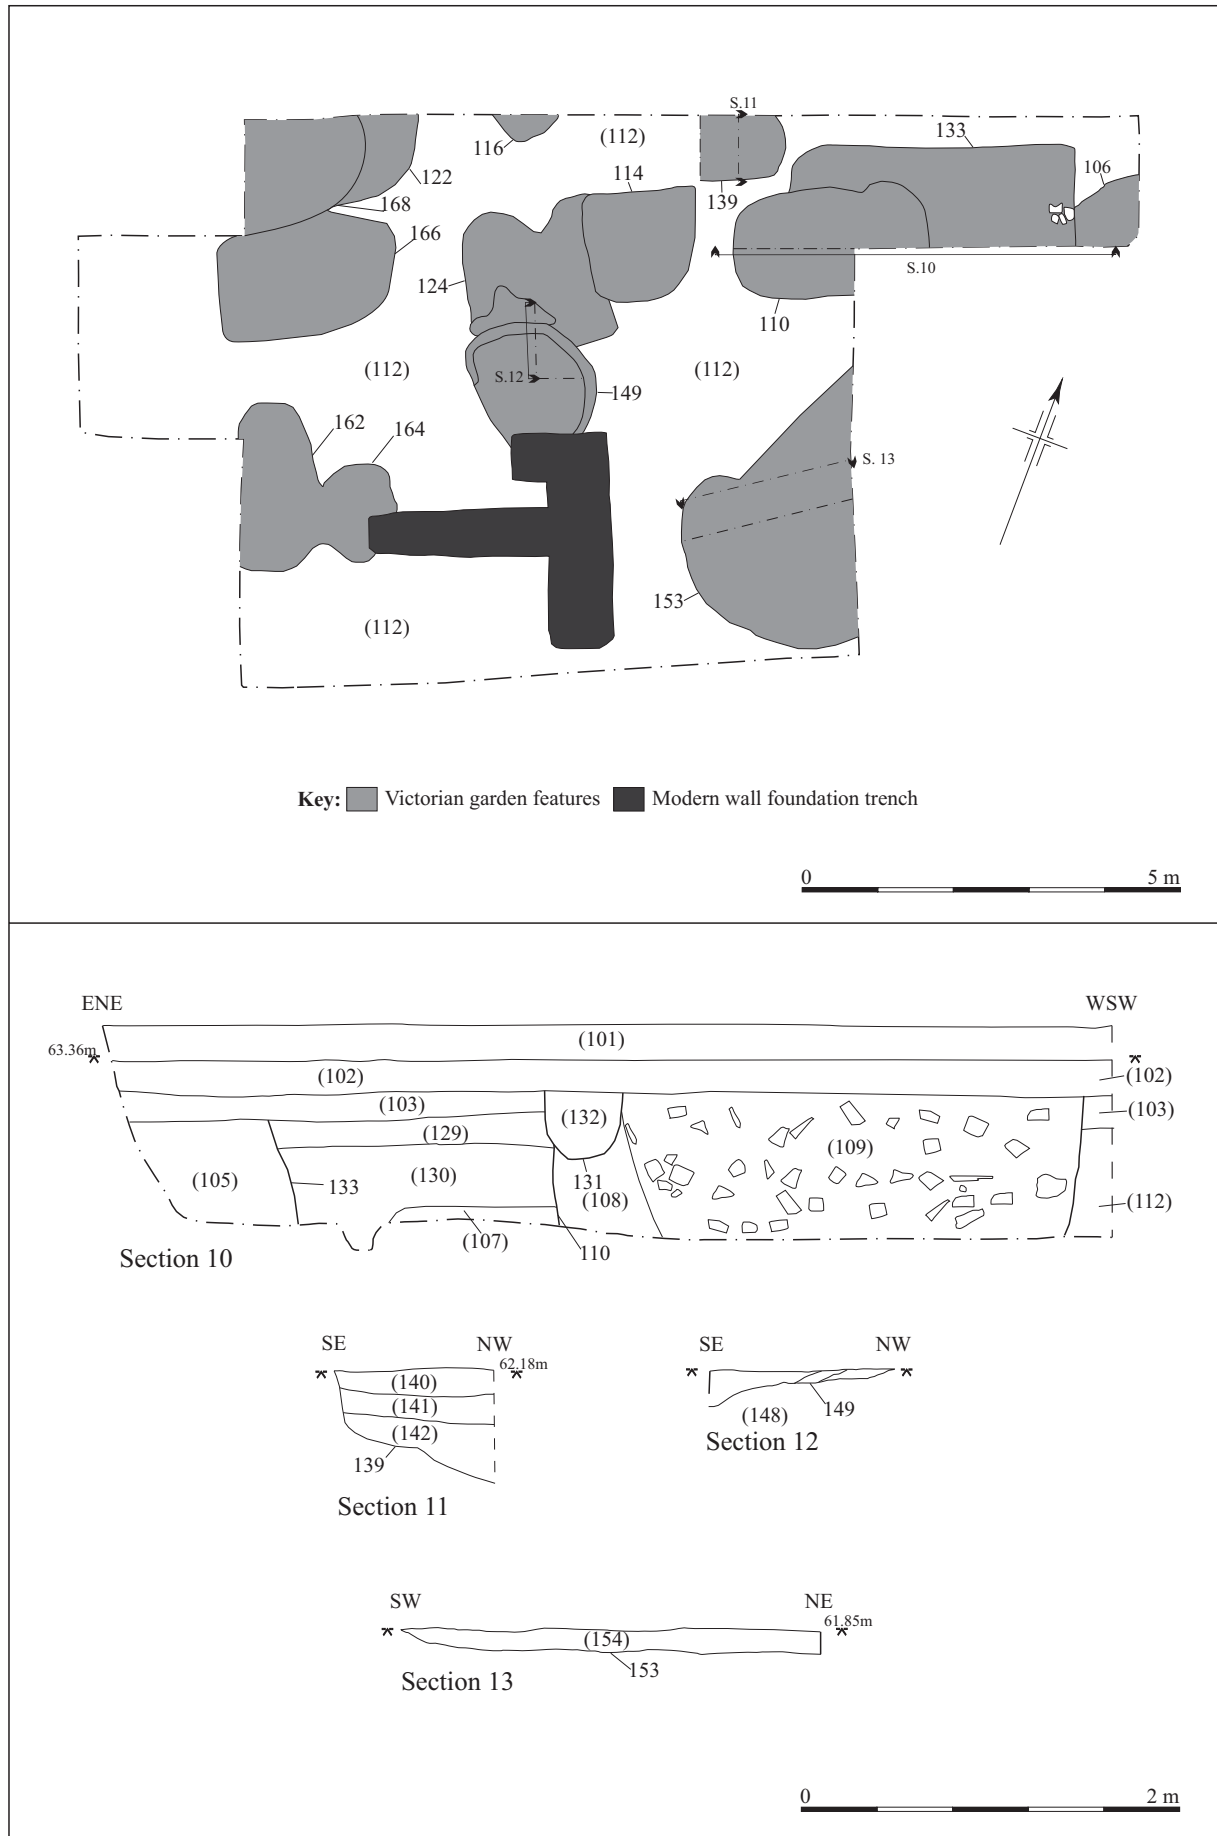 S.11
116
(112)
133
122
114
106
168
139
166
124
S.10
110
(112)
(112)
S.12
149
162
164
S. 13
153
(112)
Key: Victorian garden features Modern wall foundation trench
0 5 m
ENE WSW
63.36m
(101)
(102) (102)
(103) (103)
(132)
(129)
(109)
(105) 133 (130) 131
(108) (112)
(107) 110
Section 10
SE NW
62.18m
(140)
(141)
(142)
139
Section 11
SE NW
(148) 149
Section 12
SW NE
61.85m
(154)
153
Section 13
0 2 m